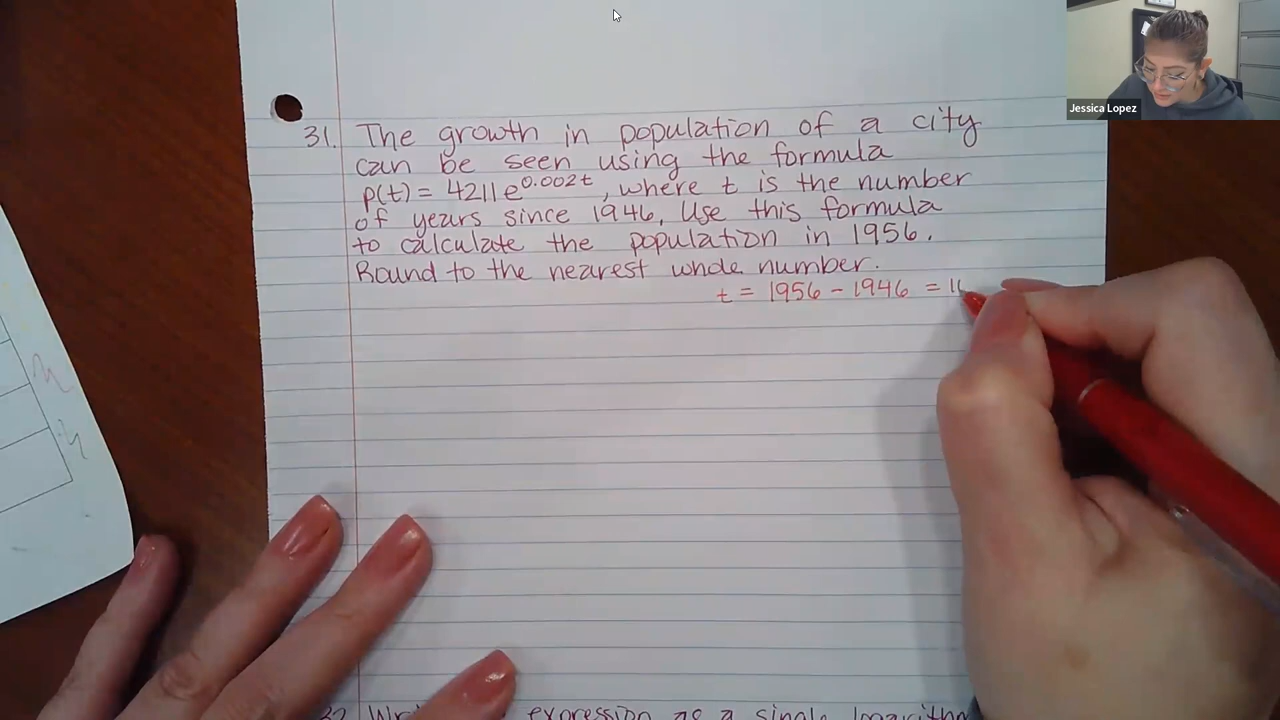 Jessica Lopez
31. The growth in population of a city
can be seen using the formula
p(t) = 4211e^0.002t, where t is the number
of years since 1946. Use this formula
to calculate the population in 1956.
Round to the nearest whole number.
t = 1956 - 1946 =
expression as a single